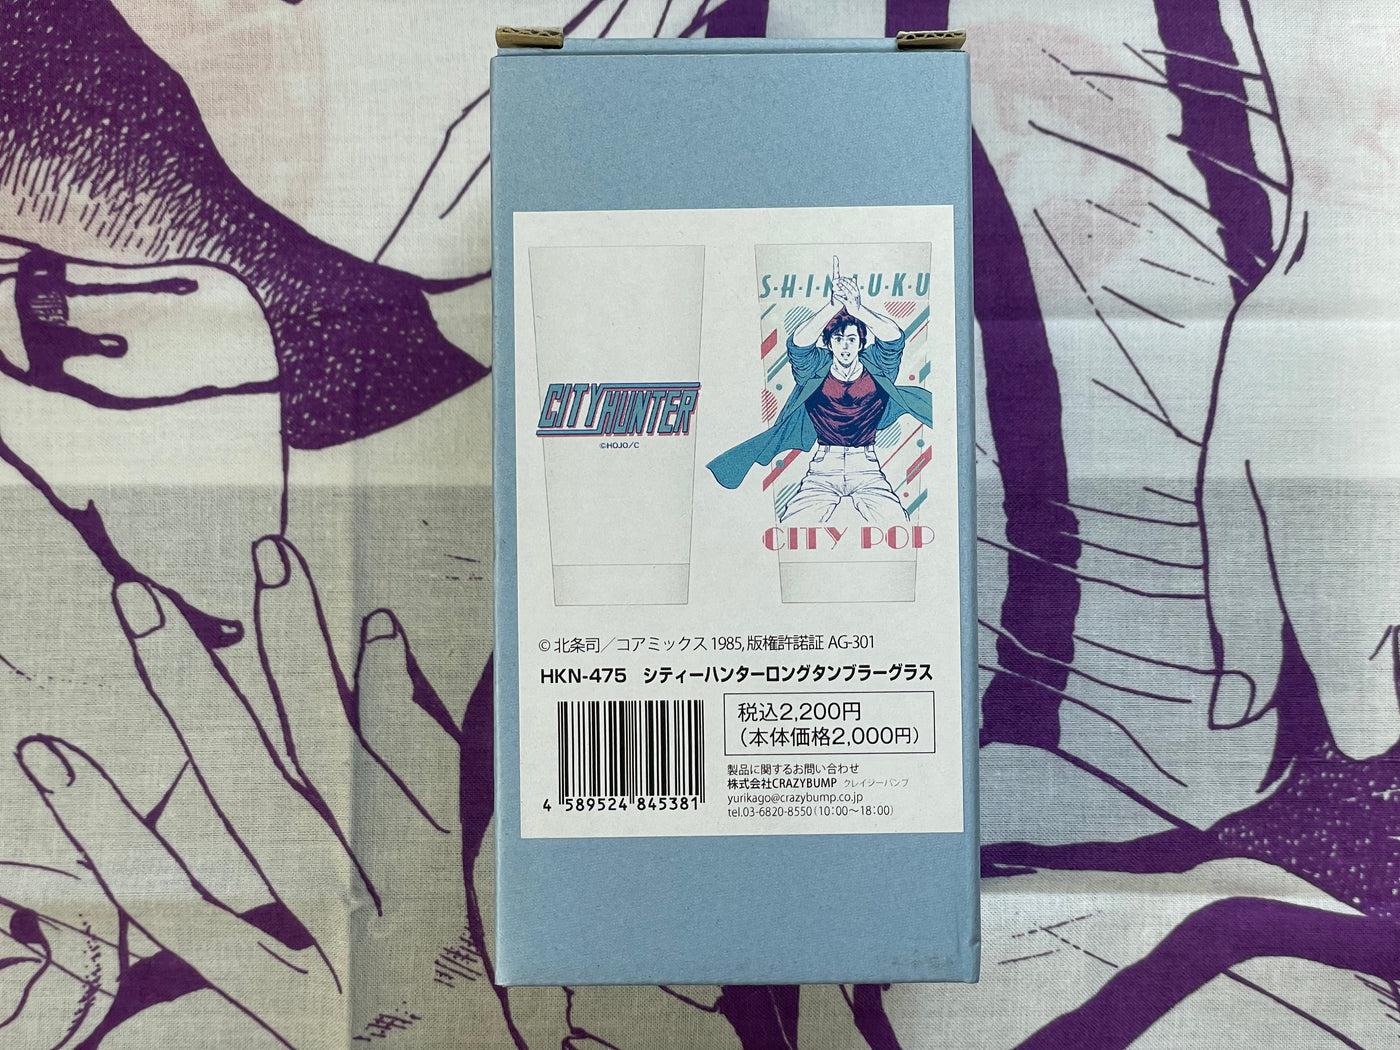 S·H·I·N·J·U·K·U
CITY HUNTER
©HOJO/C
CITY POP
© 北条司／コアミックス 1985, 版権許諾証 AG-301
HKN-475 シティーハンターロングタンブラーグラス
税込2,200円
（本体価格2,000円）
製品に関するお問い合わせ
株式会社CRAZYBUMP クレイジーバンプ
yurikago@crazybump.co.jp
tel.03-6820-8550（10:00〜18:00）
4 589524 845381